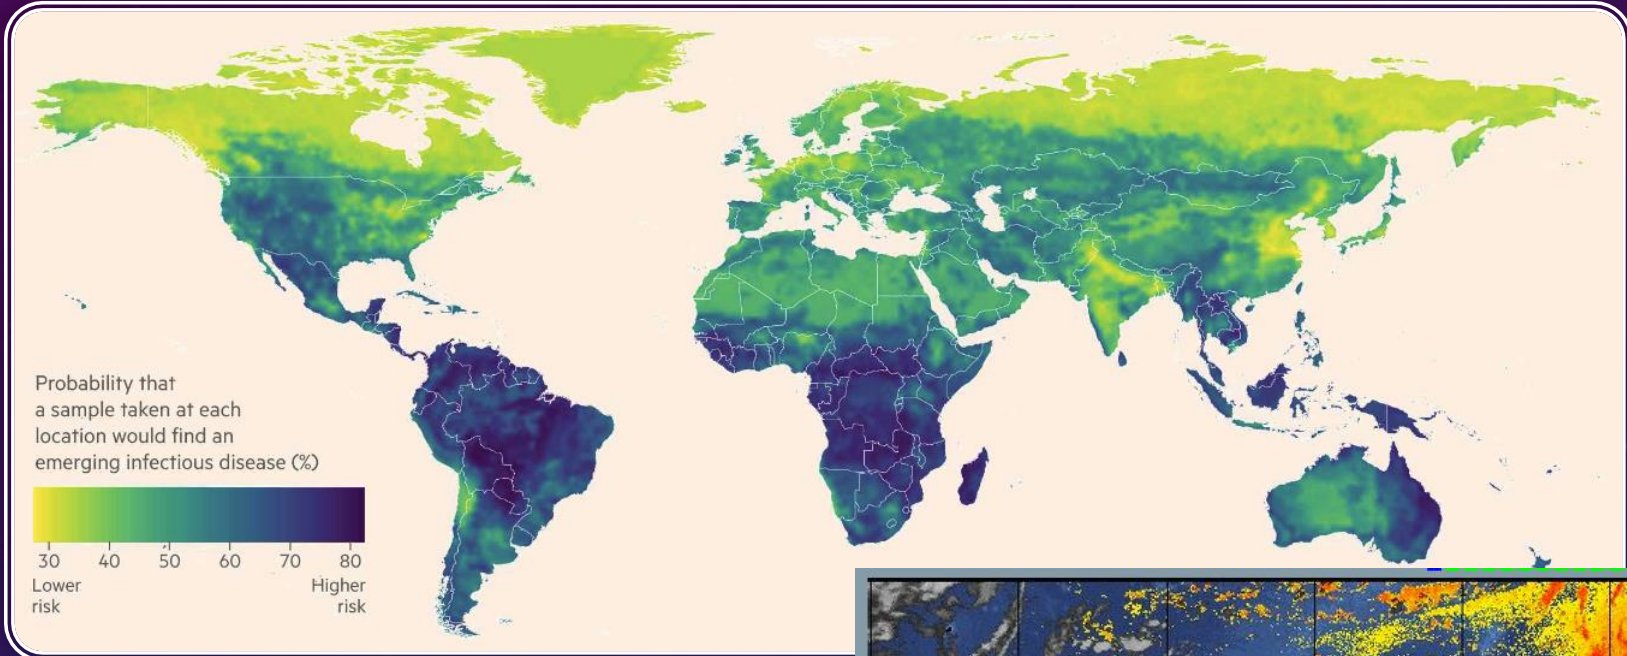 Probability that
a sample taken at each
location would find an
emerging infectious disease (%)
30 40 50 60 70 80
Lower Higher
risk risk